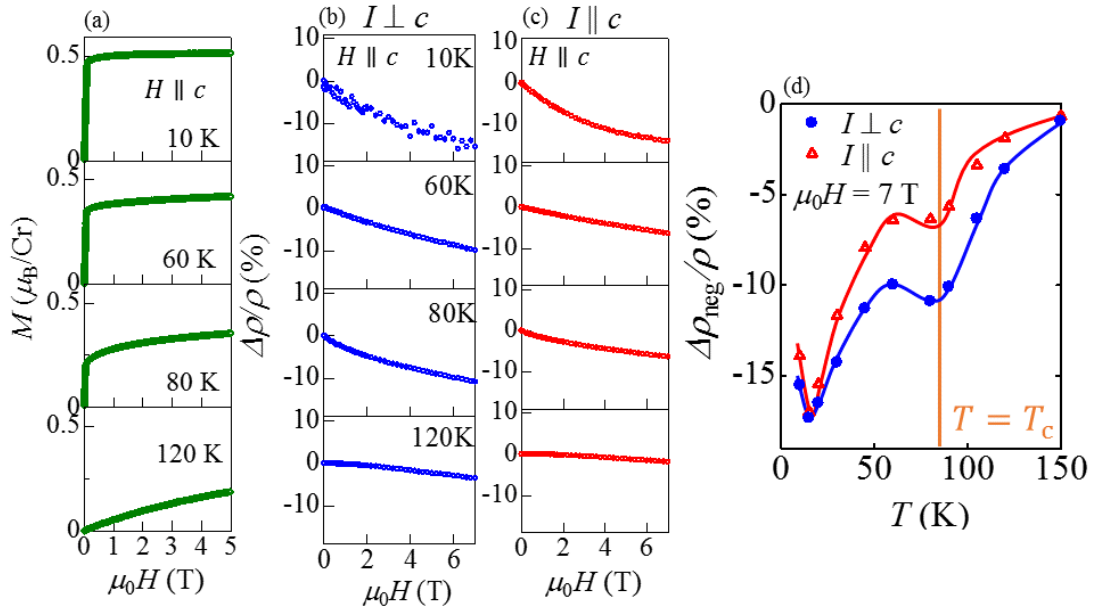 (a)
(b) I ⊥ c
(c) I ∥ c
M (μB/Cr)
0.5
H ∥ c
10 K
0
0.5
60 K
0
0.5
80 K
0
0.5
120 K
0
0 1 2 3 4 5
μ0H (T)
Δρ/ρ (%)
10
H ∥ c 10K
0
-10
10
60K
0
-10
10
80K
0
-10
10
120K
0
-10
0 2 4 6
μ0H (T)
10
H ∥ c
0
-10
10
0
-10
10
0
-10
10
0
-10
0 2 4 6
μ0H (T)
(d)
Δρneg/ρ (%)
0
-5
-10
-15
I ⊥ c
I ∥ c
μ0H = 7 T
T = Tc
0 50 100 150
T (K)